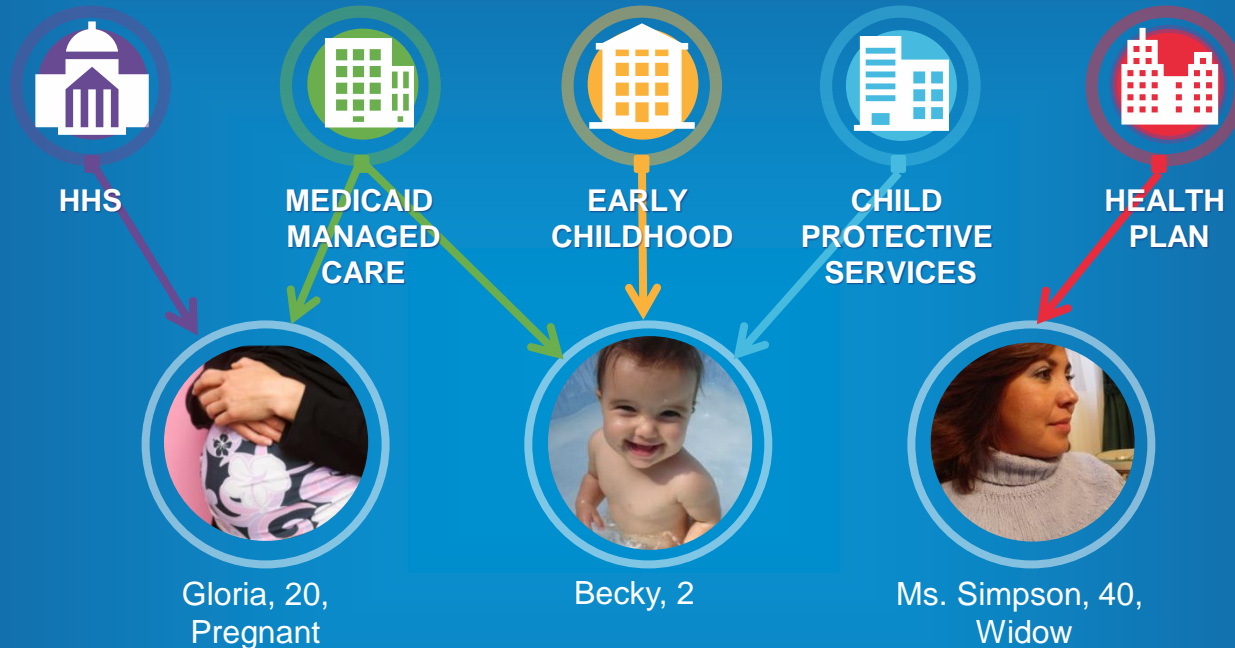 HHS
MEDICAID
MANAGED
CARE
EARLY
CHILDHOOD
CHILD
PROTECTIVE
SERVICES
HEALTH
PLAN
Gloria, 20,
Pregnant
Becky, 2
Ms. Simpson, 40,
Widow